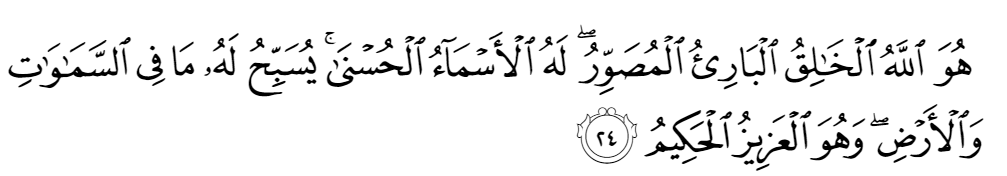 هُوَ ٱللَّهُ ٱلْخَٰلِقُ ٱلْبَارِئُ ٱلْمُصَوِّرُ ۖ لَهُ ٱلْأَسْمَآءُ ٱلْحُسْنَىٰ ۚ يُسَبِّحُ لَهُۥ مَا فِى ٱلسَّمَٰوَٰتِ
وَٱلْأَرْضِ ۖ وَهُوَ ٱلْعَزِيزُ ٱلْحَكِيمُ ٢٤